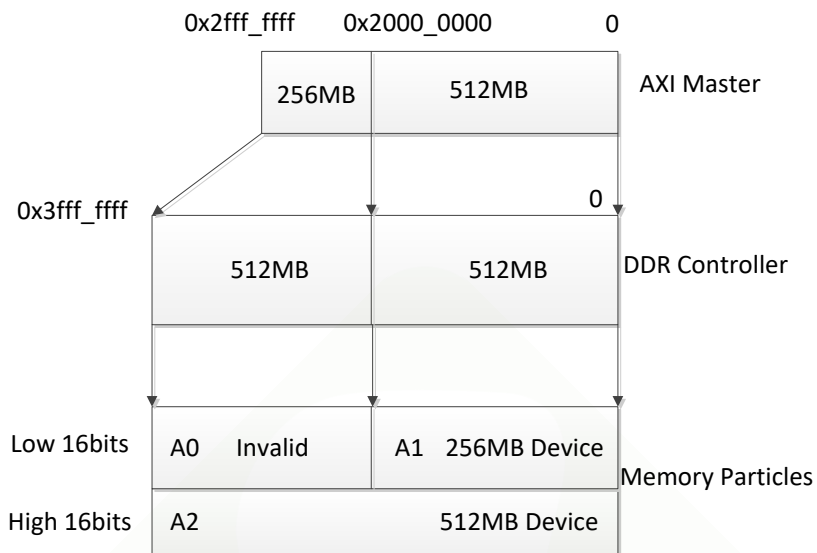 0x2fff_ffff 0x2000_0000 0
256MB 512MB AXI Master
0x3fff_ffff 0
512MB 512MB DDR Controller
Low 16bits A0 Invalid A1 256MB Device
Memory Particles
High 16bits A2 512MB Device